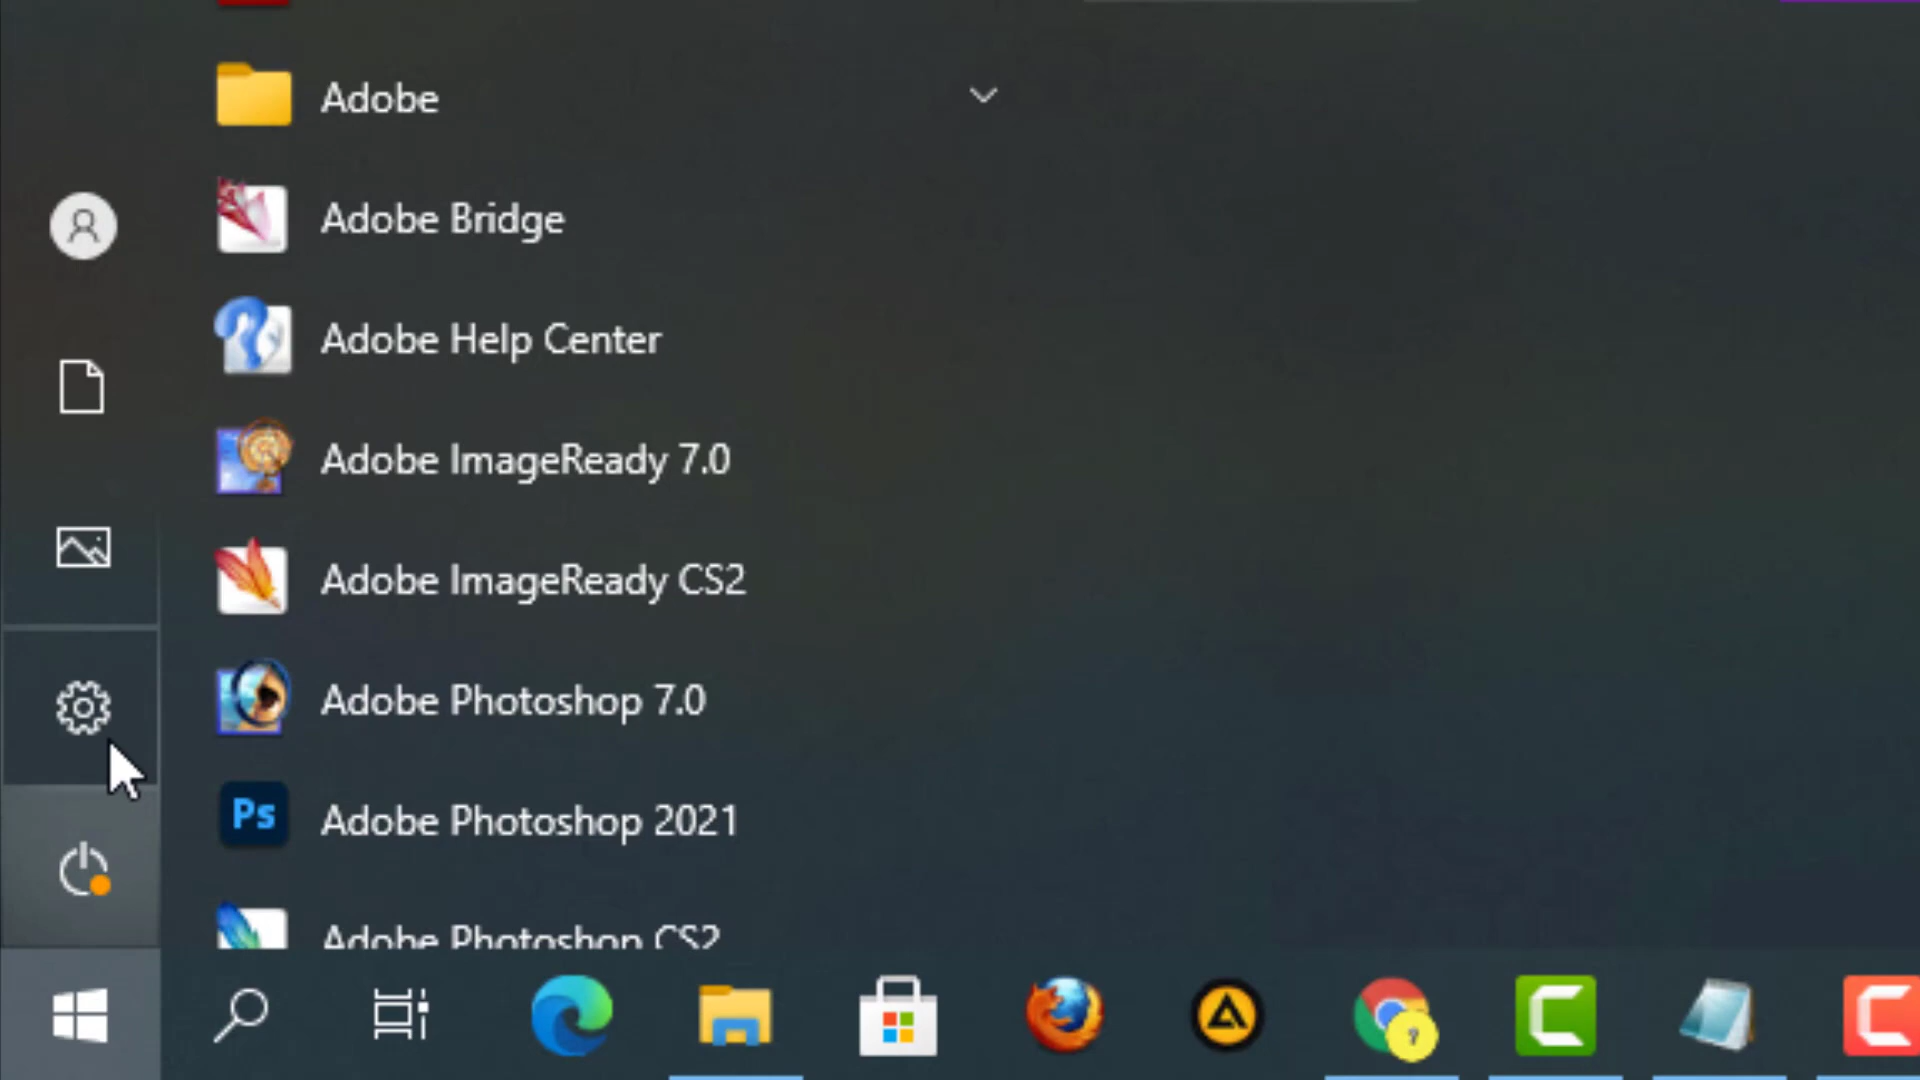 Adobe
Adobe Bridge
Adobe Help Center
Adobe ImageReady 7.0
Adobe ImageReady CS2
Adobe Photoshop 7.0
Ps
Adobe Photoshop 2021
Adobe Photoshop CS2
?